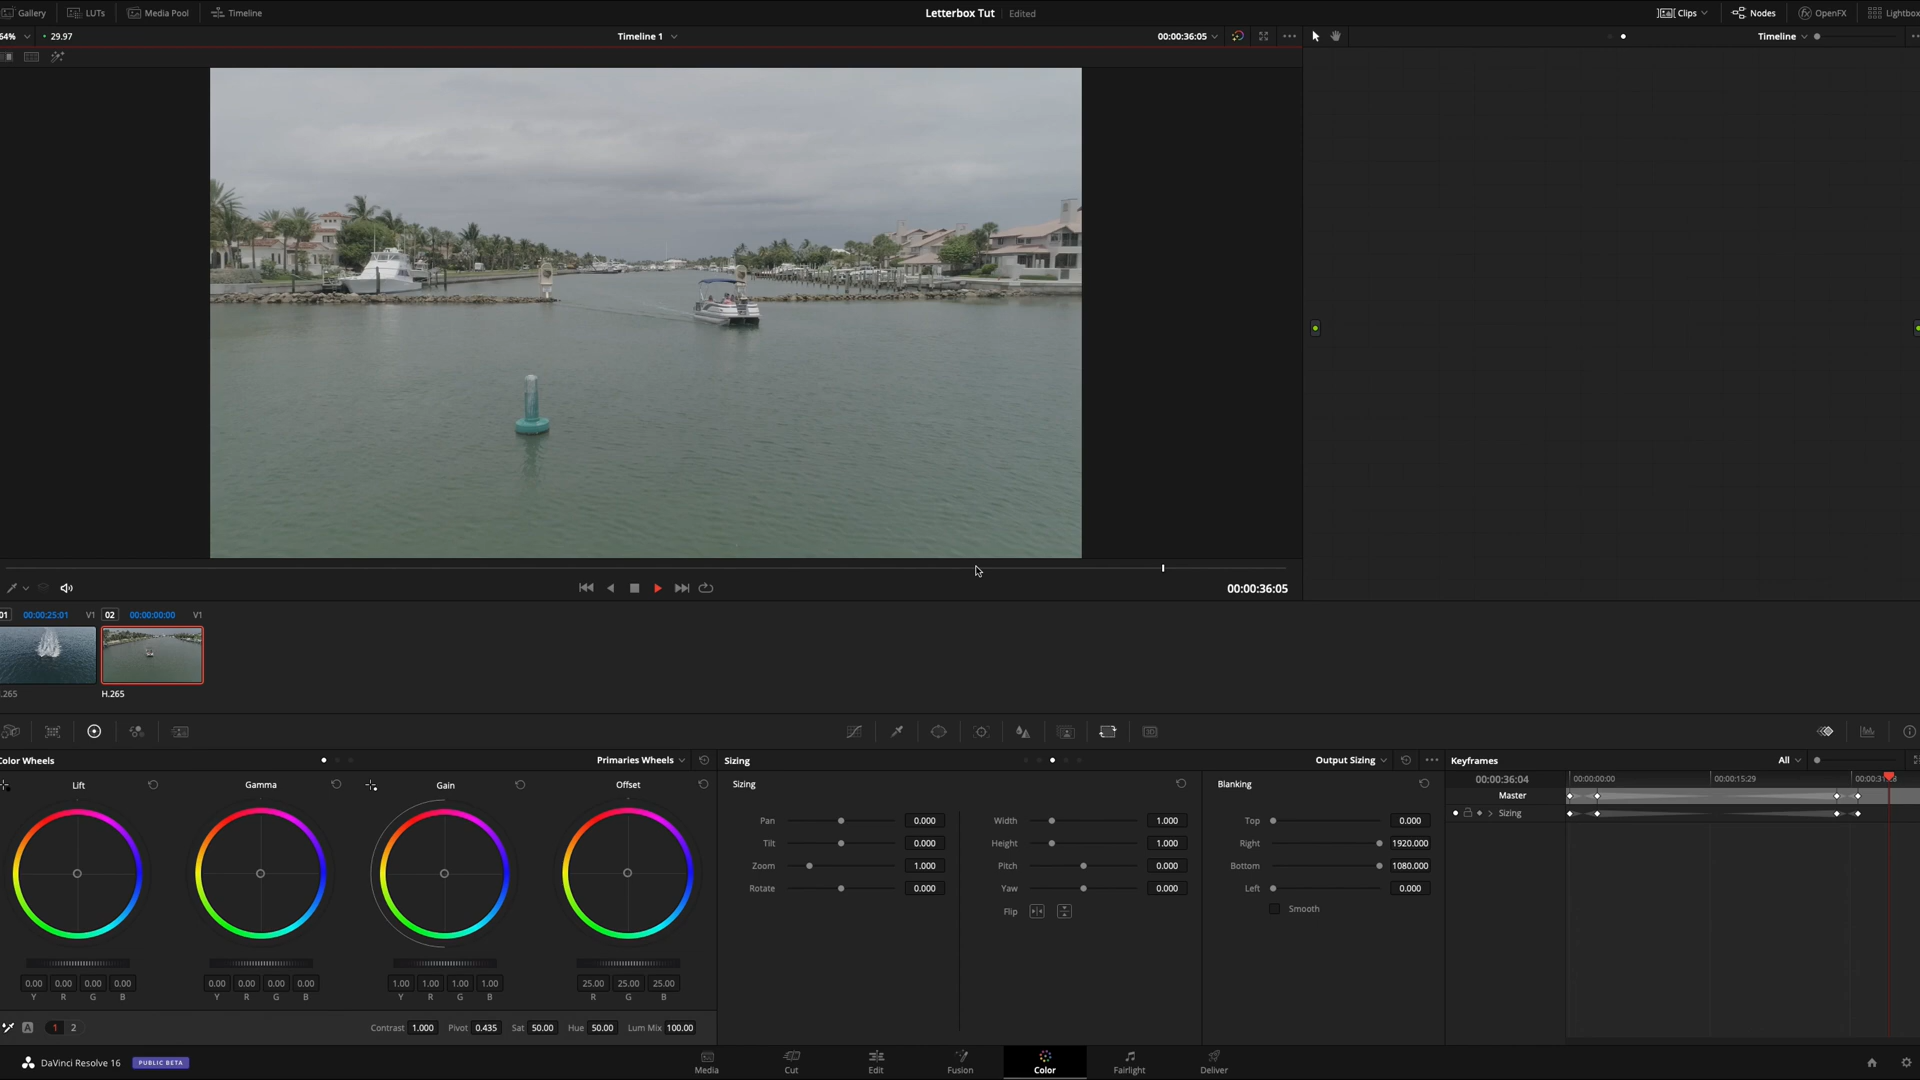 Gallery LUTs Media Pool Timeline Letterbox Tut Edited Clips Nodes OpenFX Lightbox
64% 29.97 Timeline 1 00:00:36:05 Timeline
00:00:36:05
01 00:00:25:01 V1 02 00:00:00:00 V1
.265 H.265
Color Wheels Primaries Wheels Sizing Output Sizing Keyframes All
Lift Gamma Gain Offset Sizing Blanking 00:00:36:04 00:00:00:00 00:00:15:29
Master
Pan 0.000 Width 1.000 Top 0.000 Sizing
Tilt 0.000 Height 1.000 Right 1920.000
Zoom 1.000 Pitch 0.000 Bottom 1080.000
Rotate 0.000 Yaw 0.000 Left 0.000
Flip Smooth
0.00 0.00 0.00 0.00 0.00 0.00 0.00 0.00 1.00 1.00 1.00 1.00 25.00 25.00 25.00
Y R G B Y R G B Y R G B R G B
A 1 2 Contrast 1.000 Pivot 0.435 Sat 50.00 Hue 50.00 Lum Mix 100.00
DaVinci Resolve 16 PUBLIC BETA Media Cut Edit Fusion Color Fairlight Deliver